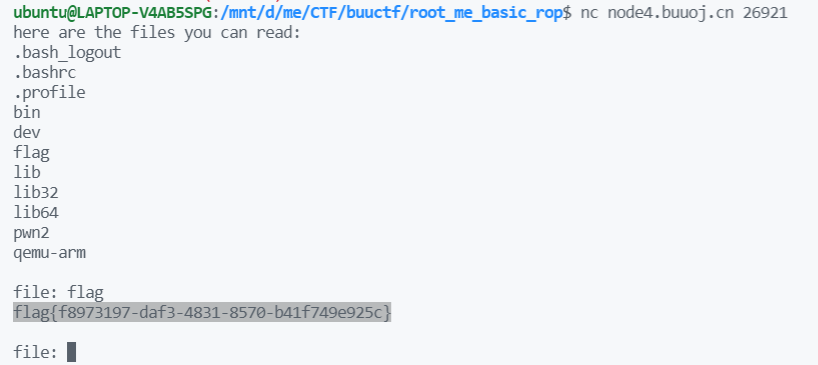 ubuntu@LAPTOP-V4AB5SPG:/mnt/d/me/CTF/buuctf/root_me_basic_rop$ nc node4.buuoj.cn 26921
here are the files you can read:
.bash_logout
.bashrc
.profile
bin
dev
flag
lib
lib32
lib64
pwn2
qemu-arm
file: flag
flag{f8973197-daf3-4831-8570-b41f749e925c}
file: